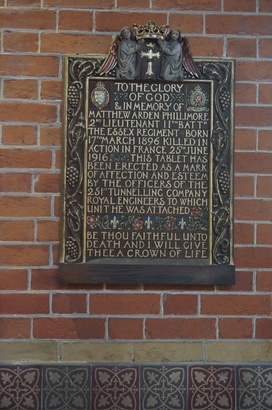 TO THE GLORY
OF GOD
& IN MEMORY OF
MATTHEW ARDEN PHILLIMORE
2ND LIEUTENANT 11TH BATTN
THE ESSEX REGIMENT BORN
17TH MARCH 1896 KILLED IN
ACTION IN FRANCE 25TH JUNE
1916 THIS TABLET HAS
BEEN ERECTED AS A MARK
OF AFFECTION AND ESTEEM
BY THE OFFICERS OF THE
251ST TUNNELLING COMPANY
ROYAL ENGINEERS TO WHICH
UNIT HE WAS ATTACHED
BE THOU FAITHFUL UNTO
DEATH AND I WILL GIVE
THEE A CROWN OF LIFE